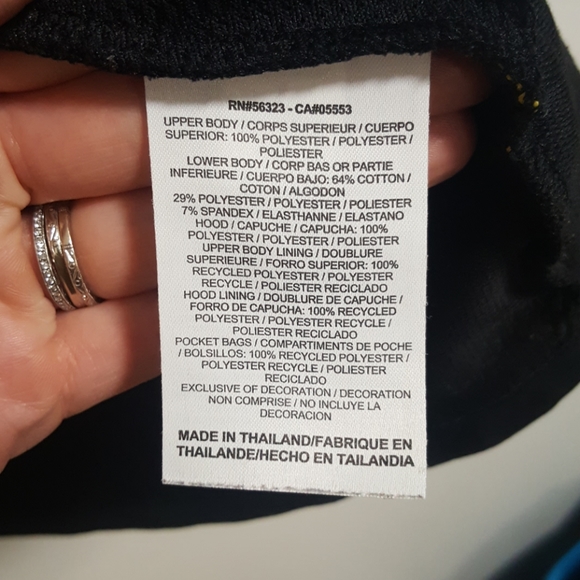 RN#56323 - CA#05553
UPPER BODY / CORPS SUPERIEUR / CUERPO
SUPERIOR: 100% POLYESTER / POLYESTER /
POLIESTER
LOWER BODY / CORP BAS OR PARTIE
INFERIEURE / CUERPO BAJO: 64% COTTON /
COTON / ALGODON
29% POLYESTER / POLYESTER / POLIESTER
7% SPANDEX / ELASTHANNE / ELASTANO
HOOD / CAPUCHE / CAPUCHA: 100%
POLYESTER / POLYESTER / POLIESTER
UPPER BODY LINING / DOUBLURE
SUPERIEURE / FORRO SUPERIOR: 100%
RECYCLED POLYESTER / POLYESTER
RECYCLE / POLIESTER RECICLADO
HOOD LINING / DOUBLURE DE CAPUCHE /
FORRO DE CAPUCHA: 100% RECYCLED
POLYESTER / POLYESTER RECYCLE /
POLIESTER RECICLADO
POCKET BAGS / COMPARTIMENTS DE POCHE
/ BOLSILLOS: 100% RECYCLED POLYESTER /
POLYESTER RECYCLE / POLIESTER
RECICLADO
EXCLUSIVE OF DECORATION / DECORATION
NON COMPRISE / NO INCLUYE LA
DECORACION
MADE IN THAILAND/FABRIQUE EN
THAILANDE/HECHO EN TAILANDIA